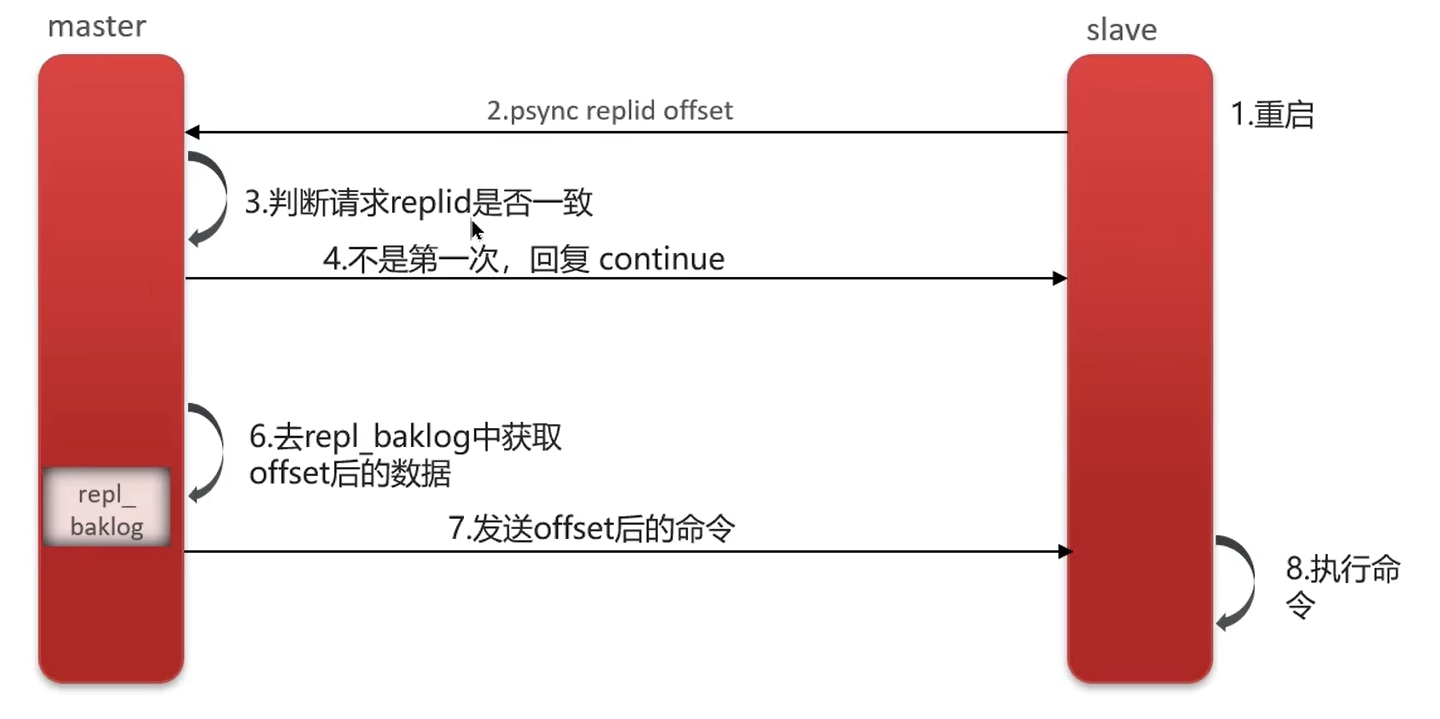 master
slave
1.重启
2.psync replid offset
3.判断请求replid是否一致
4.不是第一次，回复 continue
6.去repl_baklog中获取
offset后的数据
repl_
baklog
7.发送offset后的命令
8.执行命
令